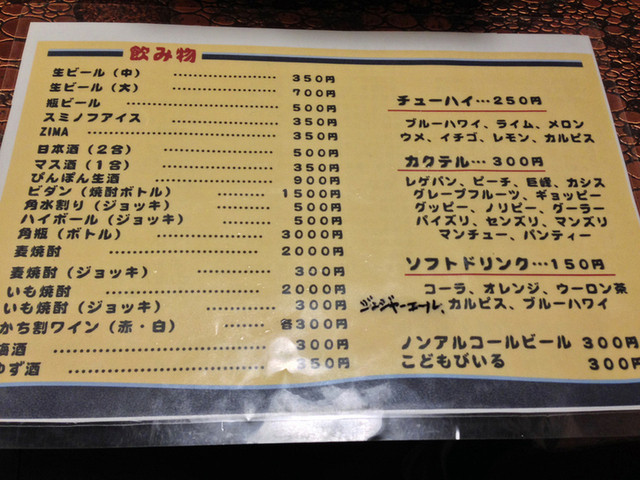 飲み物
生ビール（中） ………………… 350円
生ビール（大） ………………… 700円
瓶ビール ………………… 500円
スミノフアイス ………………… 350円
ZIMA ………………… 350円
日本酒（2合） ………………… 500円
マス酒（1合） ………………… 350円
びんぽん生酒 ………………… 900円
ビダン（焼酎ボトル） ………… 1500円
角水割り（ジョッキ） ………… 500円
ハイボール（ジョッキ） ………… 500円
角瓶（ボトル） ………………… 3000円
麦焼酎 ………………… 2000円
麦焼酎（ジョッキ） ………………… 300円
いも焼酎 ………………… 2000円
いも焼酎（ジョッキ） ………………… 300円
かち割ワイン（赤・白） ………… 各300円
酒 ………………… 300円
ゆず酒 ………………… 350円
チューハイ…250円
ブルーハワイ、ライム、メロン
ウメ、イチゴ、レモン、カルピス
カクテル…300円
レゲパン、ピーチ、巨峰、カシス
グレープフルーツ、ギョッピー
グッピー、ノリピー、グーラー
パイズリ、センズリ、マンズリ
マンチュー、パンティー
ソフトドリンク…150円
コーラ、オレンジ、ウーロン茶
ジンジャーエール、カルピス、ブルーハワイ
ノンアルコールビール 300円
こどもびいる 300円